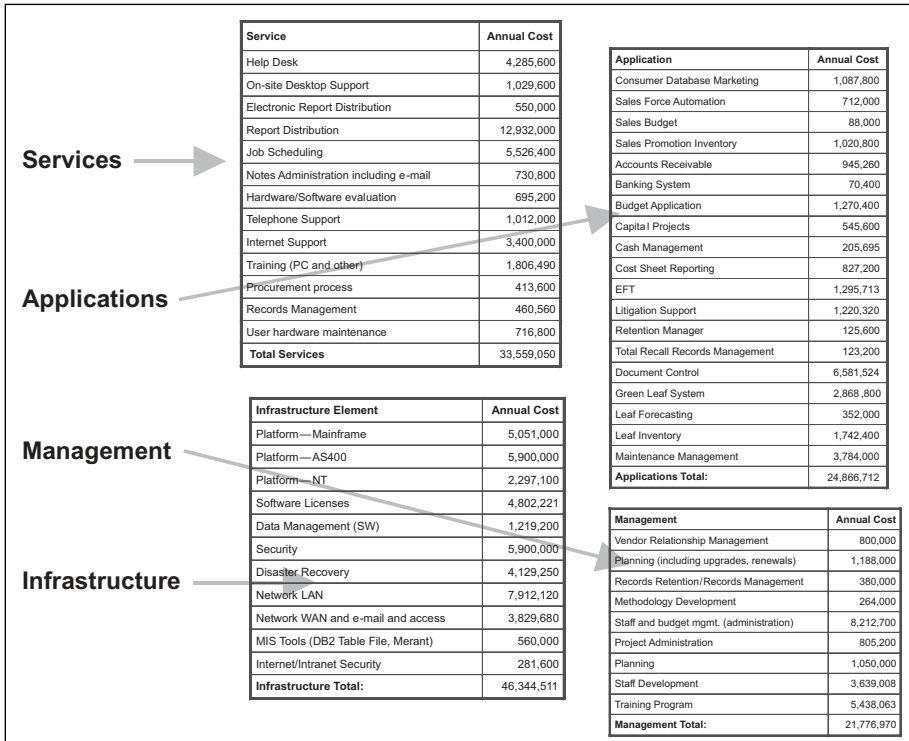 Services
Applications
Management
Infrastructure
Service Annual Cost
Help Desk 4,285,600
On-site Desktop Support 1,029,600
Electronic Report Distribution 550,000
Report Distribution 12,932,000
Job Scheduling 5,526,400
Notes Administration including e-mail 730,800
Hardware/Software evaluation 695,200
Telephone Support 1,012,000
Internet Support 3,400,000
Training (PC and other) 1,806,490
Procurement process 413,600
Records Management 460,560
User hardware maintenance 716,800
Total Services 33,559,050
Infrastructure Element Annual Cost
Platform—Mainframe 5,051,000
Platform—AS400 5,900,000
Platform—NT 2,297,100
Software Licenses 4,802,221
Data Management (SW) 1,219,200
Security 5,900,000
Disaster Recovery 4,129,250
Network LAN 7,912,120
Network WAN and e-mail and access 3,829,680
MIS Tools (DB2 Table File, Merant) 560,000
Internet/Intranet Security 281,600
Infrastructure Total: 46,344,511
Application Annual Cost
Consumer Database Marketing 1,087,800
Sales Force Automation 712,000
Sales Budget 88,000
Sales Promotion Inventory 1,020,800
Accounts Receivable 945,260
Banking System 70,400
Budget Application 1,270,400
Capital Projects 545,600
Cash Management 205,695
Cost Sheet Reporting 827,200
EFT 1,295,713
Litigation Support 1,220,320
Retention Manager 125,600
Total Recall Records Management 123,200
Document Control 6,581,524
Green Leaf System 2,868,800
Leaf Forecasting 352,000
Leaf Inventory 1,742,400
Maintenance Management 3,784,000
Applications Total: 24,866,712
Management Annual Cost
Vendor Relationship Management 800,000
Planning (including upgrades, renewals) 1,188,000
Records Retention/Records Management 380,000
Methodology Development 264,000
Staff and budget mgmt. (administration) 8,212,700
Project Administration 805,200
Planning 1,050,000
Staff Development 3,639,008
Training Program 5,438,063
Management Total: 21,776,970